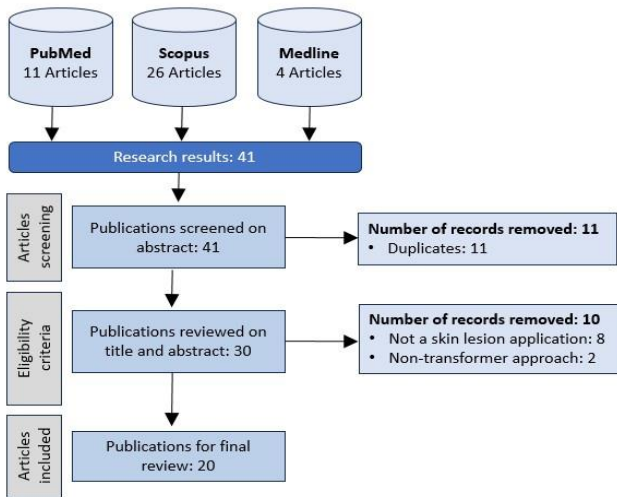 PubMed
11 Articles
Scopus
26 Articles
Medline
4 Articles
Research results: 41
Articles
screening
Publications screened on
abstract: 41
Number of records removed: 11
• Duplicates: 11
Eligibility
criteria
Publications reviewed on
title and abstract: 30
Number of records removed: 10
• Not a skin lesion application: 8
• Non-transformer approach: 2
Articles
included
Publications for final
review: 20